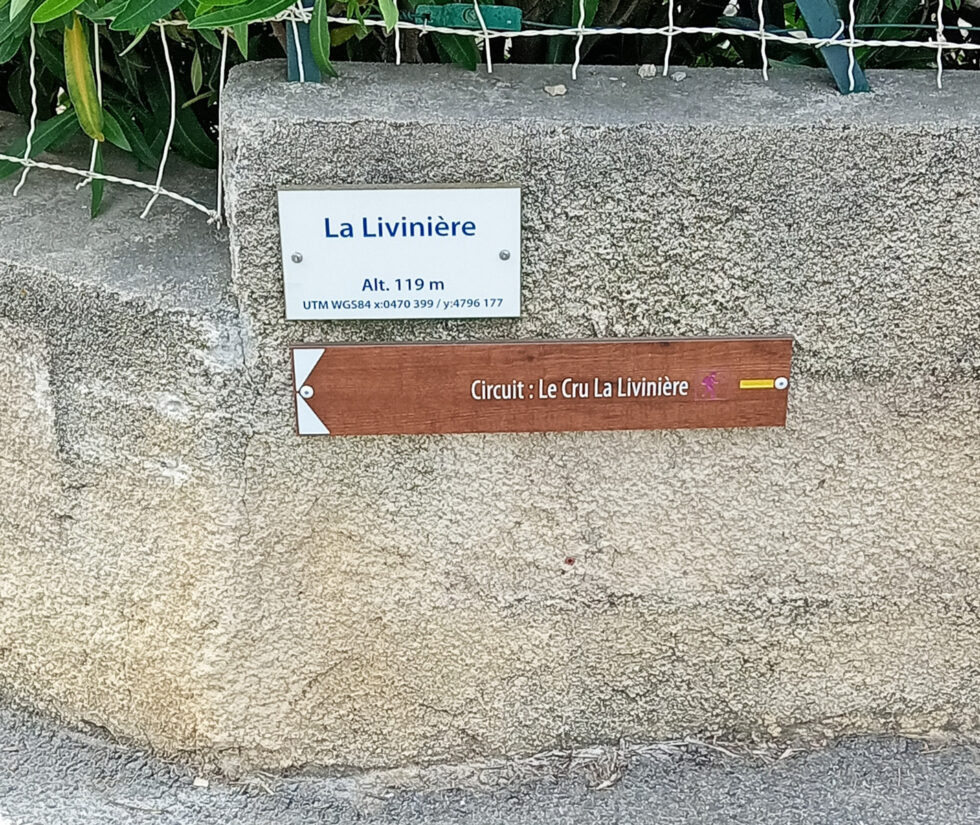 La Livinière
Alt. 119 m
UTM WGS84 x:0470 399 / y:4796 177
Circuit : Le Cru La Livinière